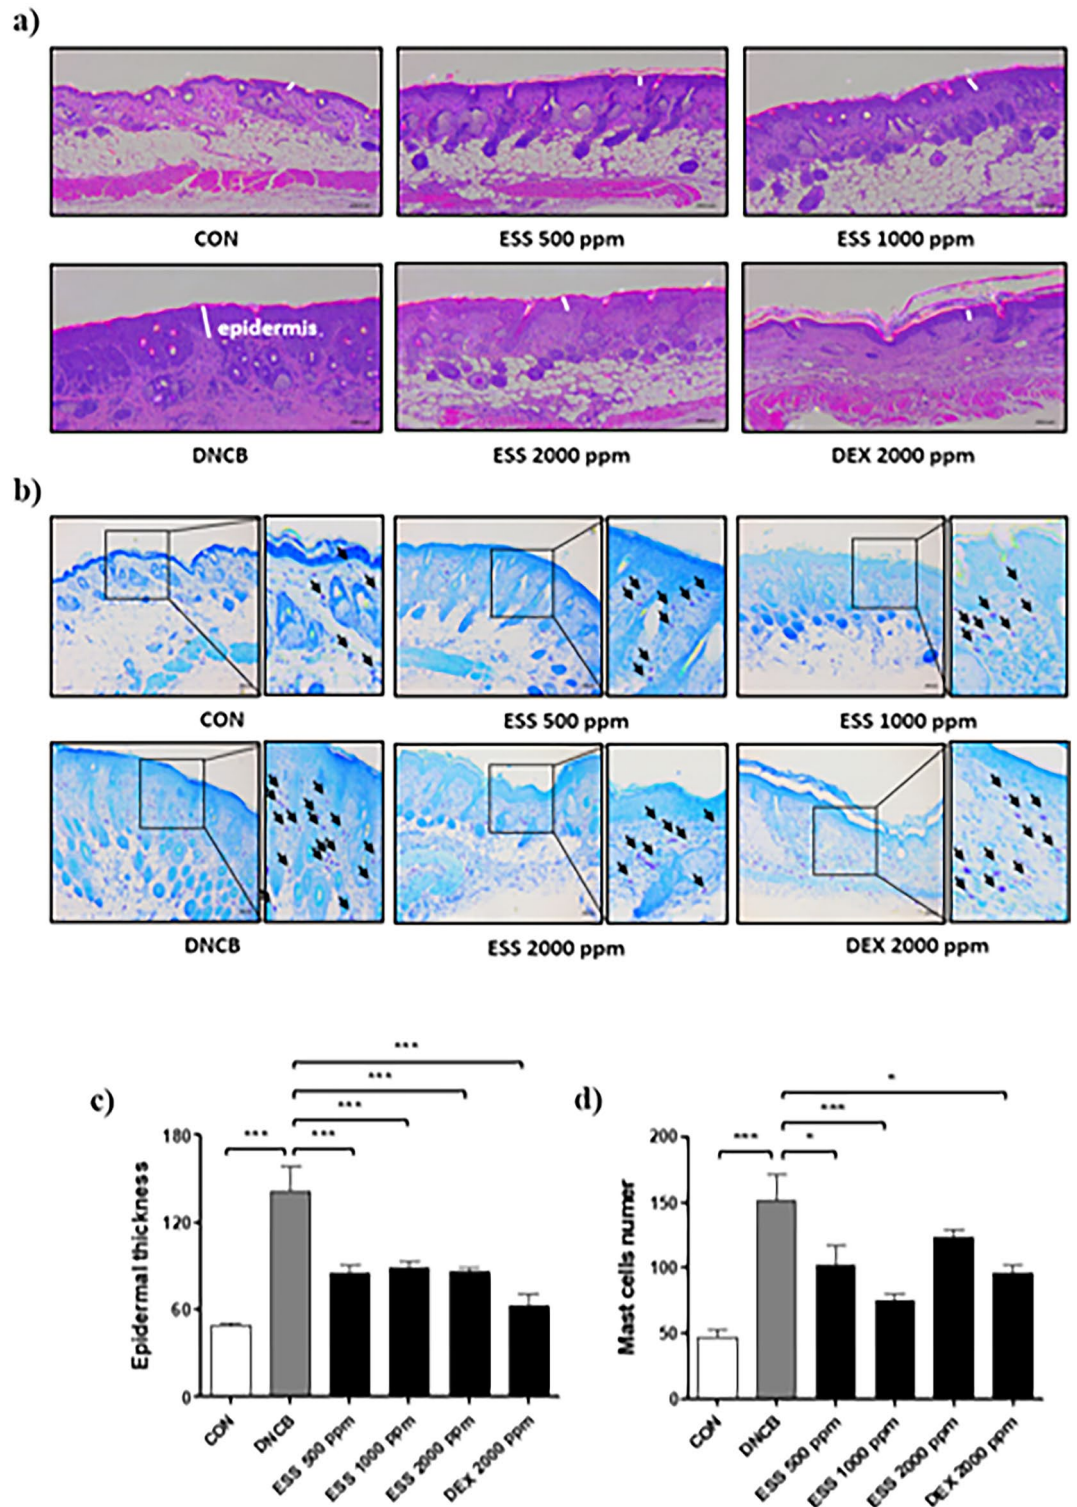 a)
CON
ESS 500 ppm
ESS 1000 ppm
epidermis
DNCB
ESS 2000 ppm
DEX 2000 ppm
b)
CON
ESS 500 ppm
ESS 1000 ppm
DNCB
ESS 2000 ppm
DEX 2000 ppm
c)
***
***
***
***
***
180
120
60
0
Epidermal thickness
CON
DNCB
ESS 500 ppm
ESS 1000 ppm
ESS 2000 ppm
DEX 2000 ppm
d)
*
***
***
*
200
150
100
50
0
Mast cells numer
CON
DNCB
ESS 500 ppm
ESS 1000 ppm
ESS 2000 ppm
DEX 2000 ppm